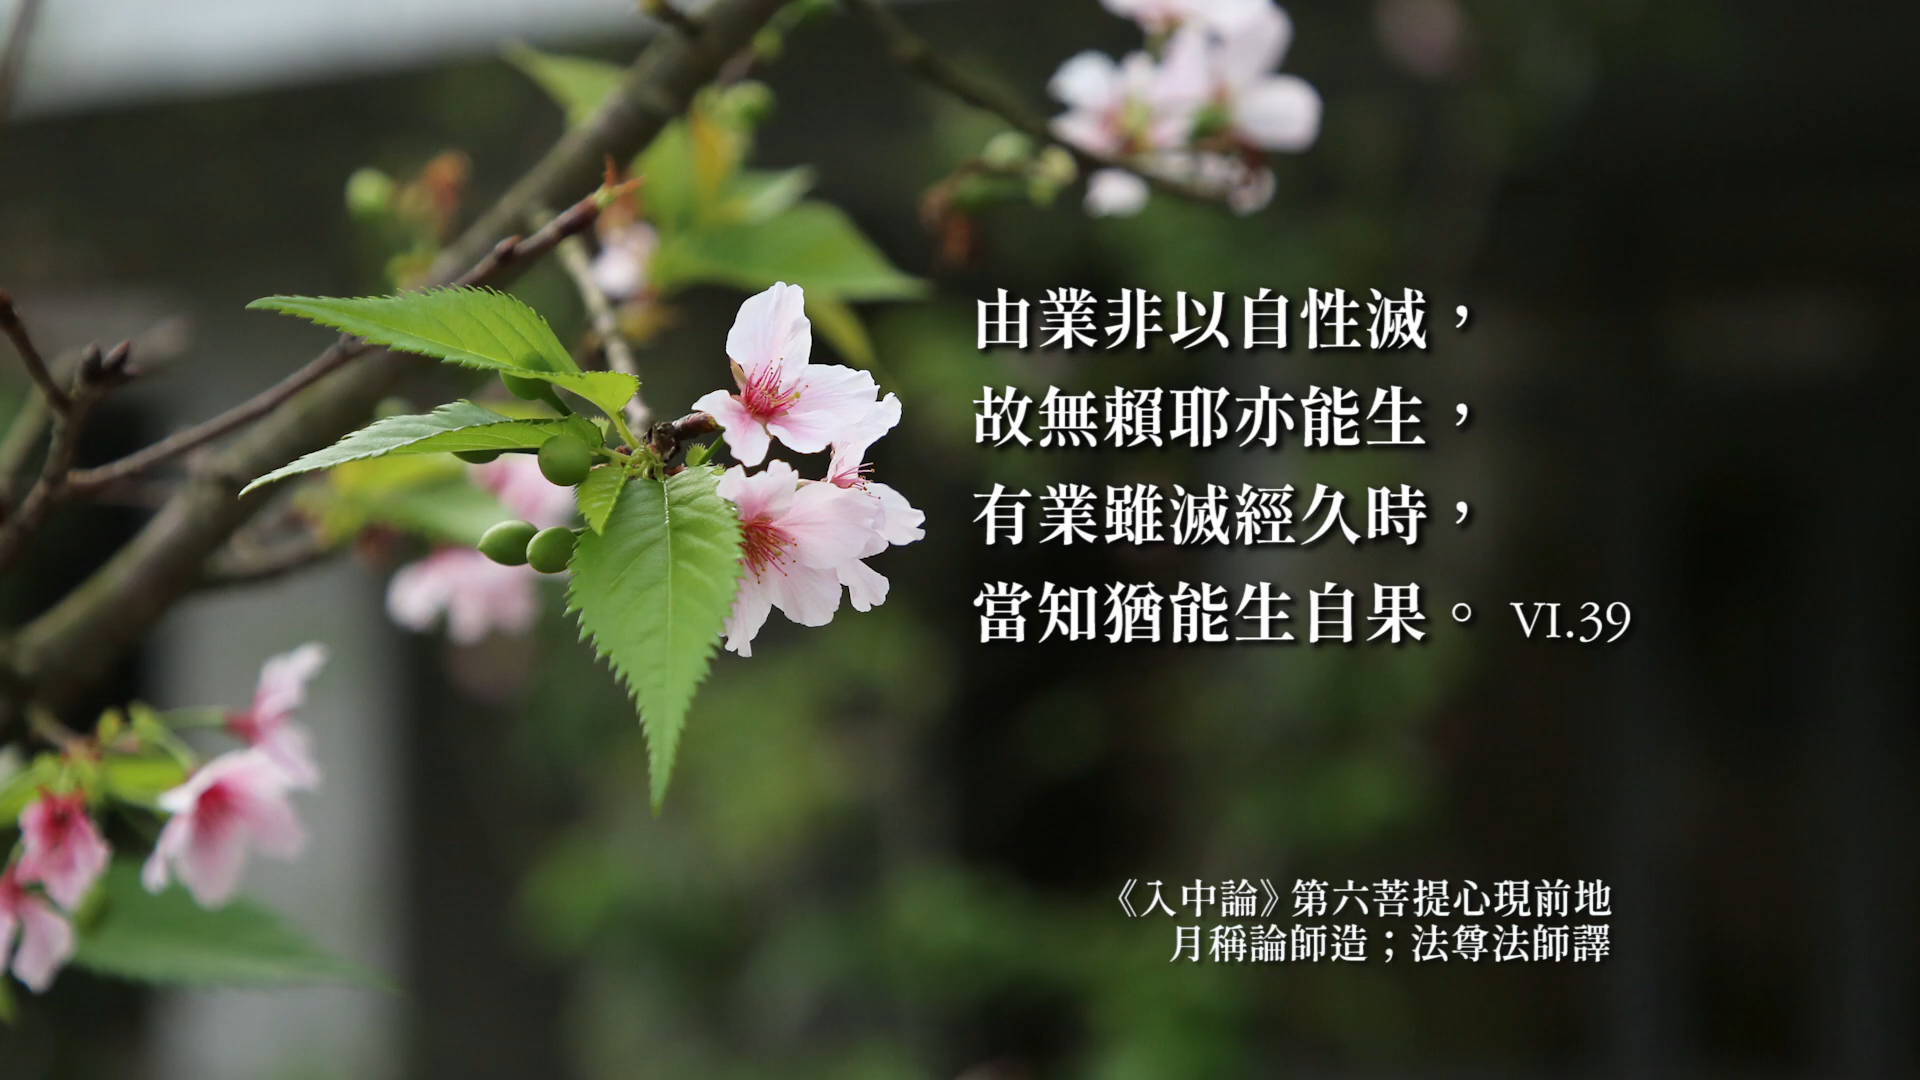 由業非以自性滅，
故無賴耶亦能生，
有業雖滅經久時，
當知猶能生自果。 VI.39
《入中論》第六菩提心現前地
月稱論師造；法尊法師譯